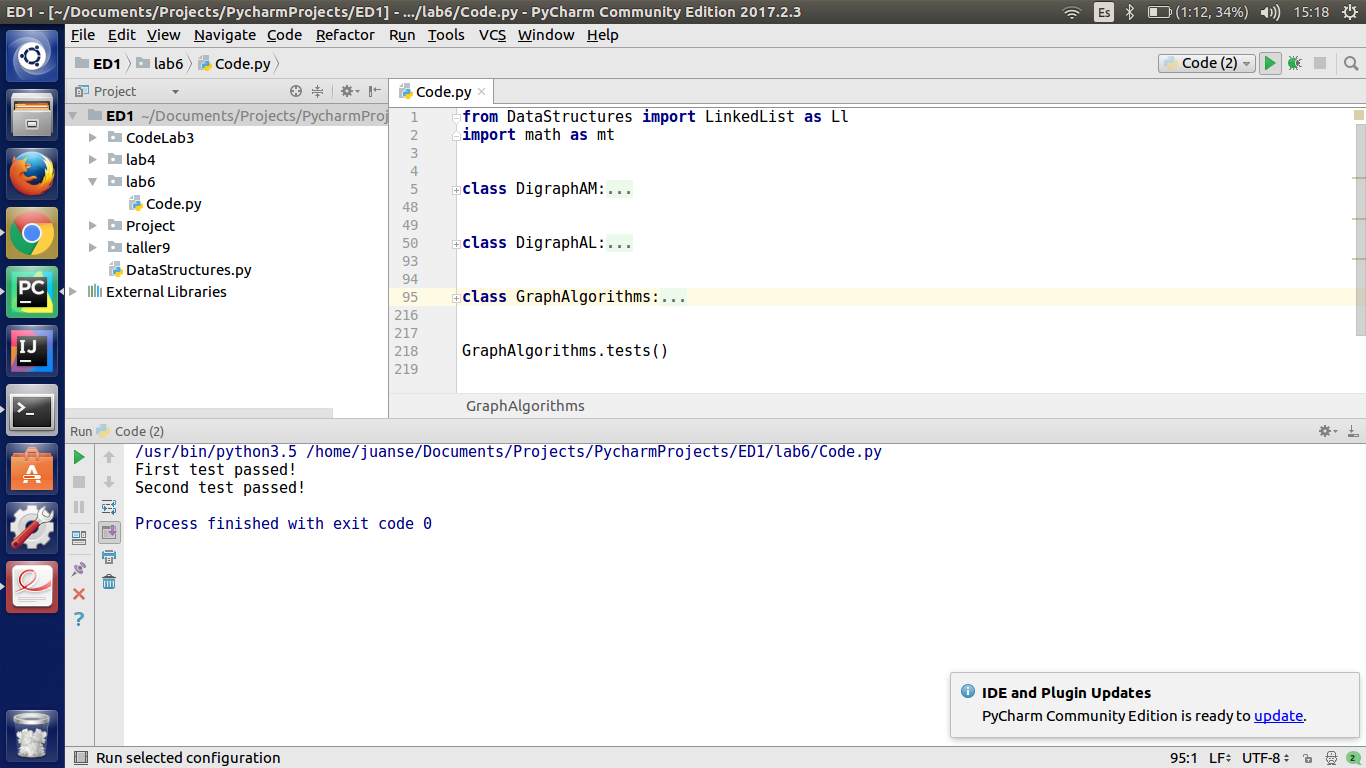 ED1 - [~/Documents/Projects/PycharmProjects/ED1] - .../lab6/Code.py - PyCharm Community Edition 2017.2.3
Es
(1:12, 34%)
15:18
File Edit View Navigate Code Refactor Run Tools VCS Window Help
ED1 lab6 Code.py
Code (2)
Project
Code.py
ED1 ~/Documents/Projects/PycharmProj
CodeLab3
lab4
lab6
Code.py
Project
taller9
DataStructures.py
External Libraries
1 from DataStructures import LinkedList as Ll
2 import math as mt
3
4
5 class DigraphAM:...
48
49
50 class DigraphAL:...
93
94
95 class GraphAlgorithms:...
216
217
218 GraphAlgorithms.tests()
219
GraphAlgorithms
PC
IJ
Run Code (2)
/usr/bin/python3.5 /home/juanse/Documents/Projects/PycharmProjects/ED1/lab6/Code.py
First test passed!
Second test passed!
Process finished with exit code 0
IDE and Plugin Updates
PyCharm Community Edition is ready to update.
Run selected configuration
95:1 LF UTF-8 2